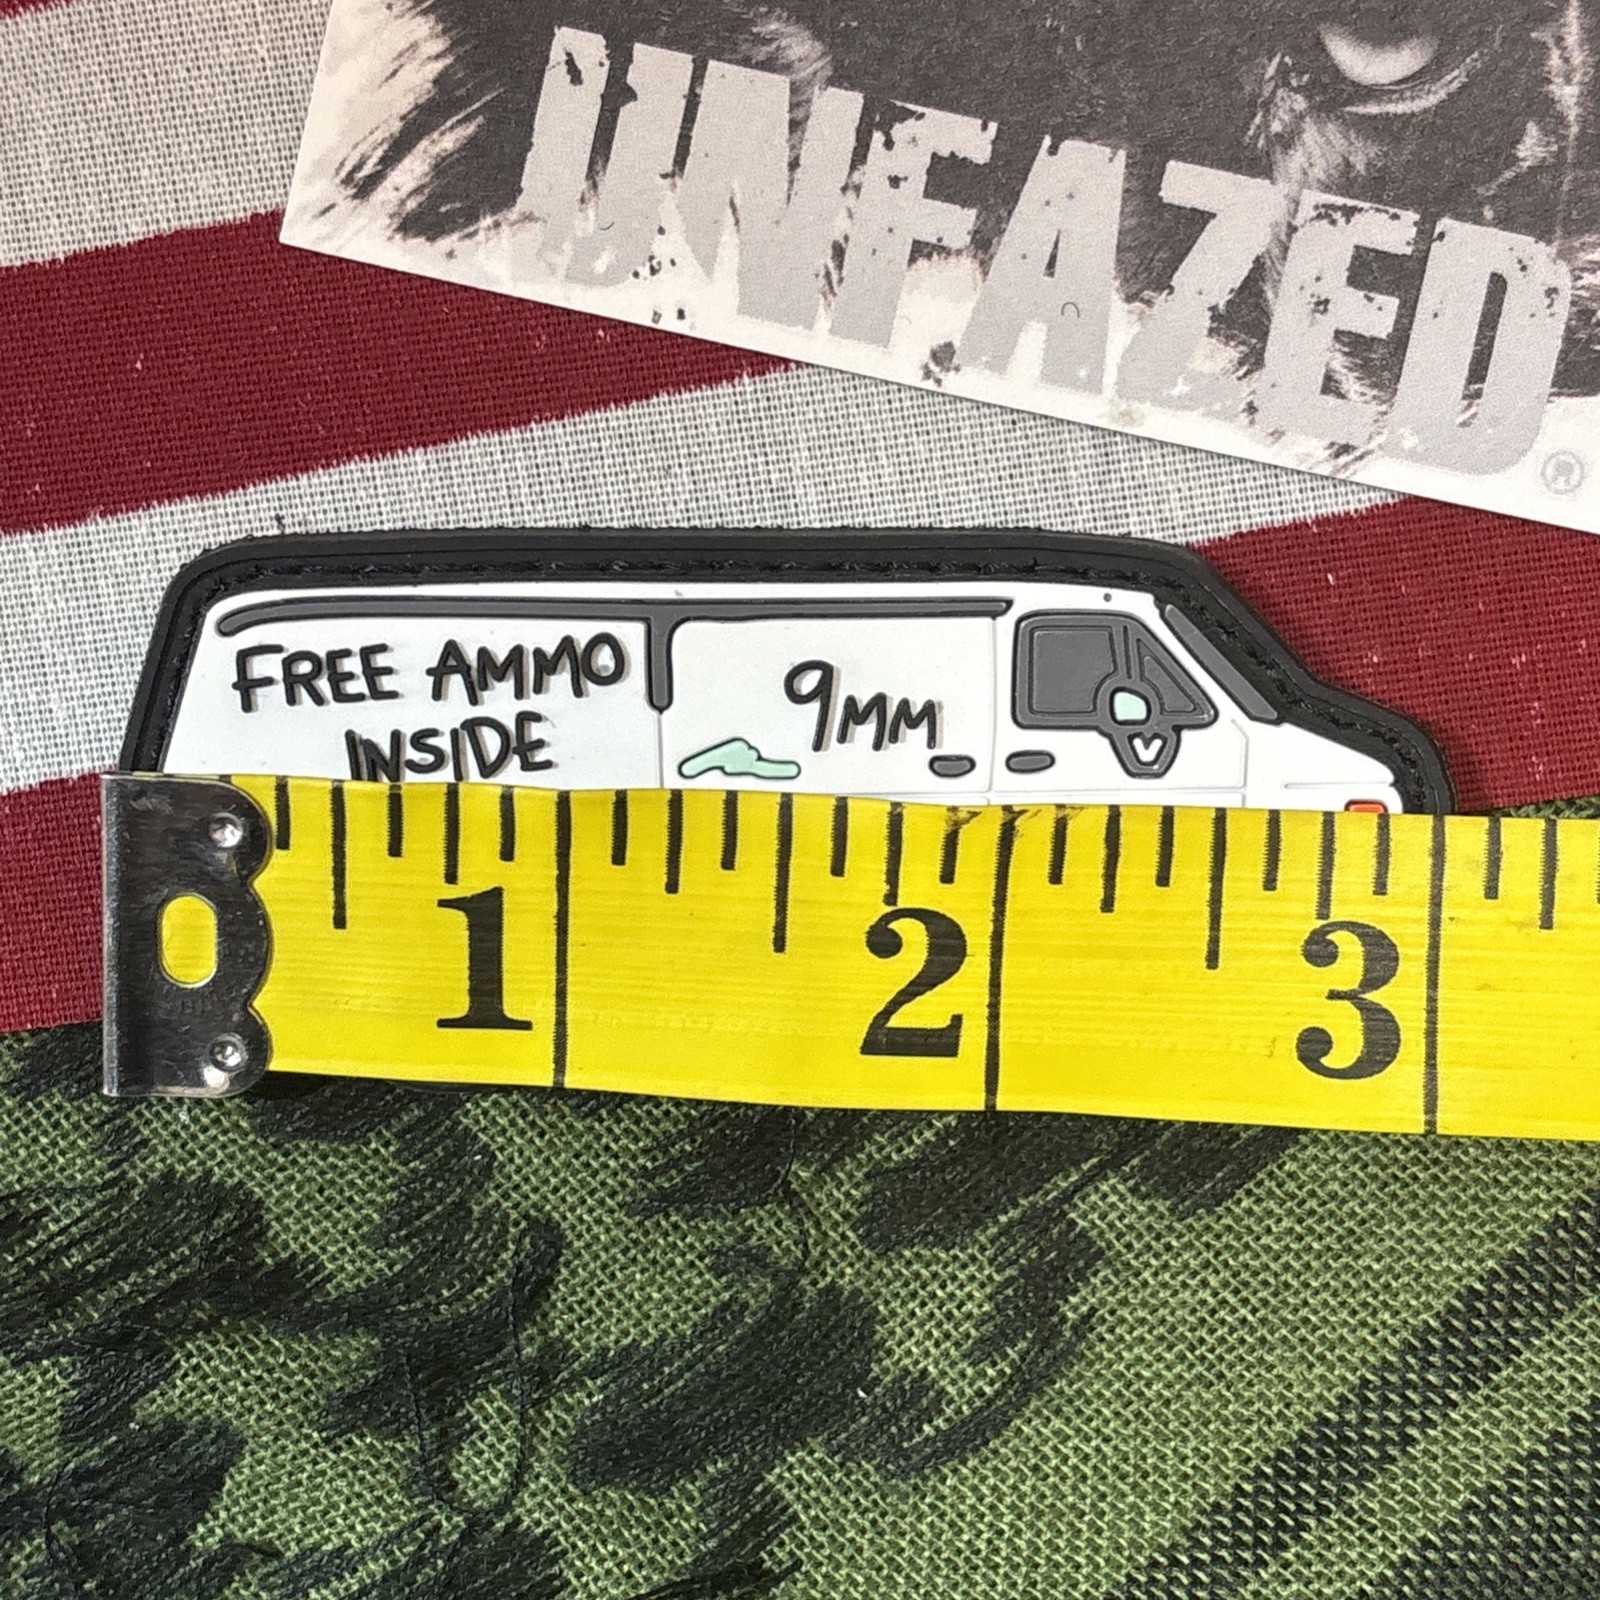 UNFAZED
®
FREE AMMO
INSIDE
9MM
1 2 3